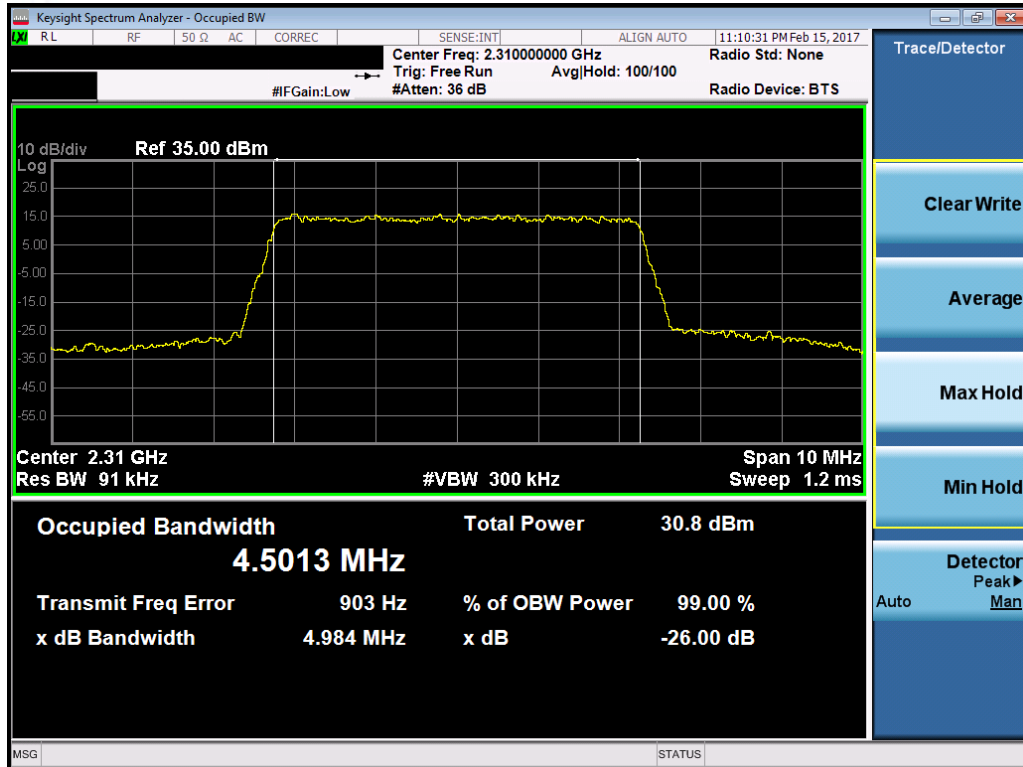 Keysight Spectrum Analyzer - Occupied BW
LXI RL RF 50 Ω AC CORREC SENSE:INT ALIGN AUTO 11:10:31 PM Feb 15, 2017
Center Freq: 2.310000000 GHz Radio Std: None
Trig: Free Run Avg|Hold: 100/100
#IFGain:Low #Atten: 36 dB Radio Device: BTS
10 dB/div Ref 35.00 dBm
Log
25.0
15.0
5.00
-5.00
-15.0
-25.0
-35.0
-45.0
-55.0
Center 2.31 GHz Span 10 MHz
Res BW 91 kHz #VBW 300 kHz Sweep 1.2 ms
Occupied Bandwidth Total Power 30.8 dBm
4.5013 MHz
Transmit Freq Error 903 Hz % of OBW Power 99.00 %
x dB Bandwidth 4.984 MHz x dB -26.00 dB
MSG STATUS
Trace/Detector
Clear Write
Average
Max Hold
Min Hold
Detector
Peak▶
Auto Man